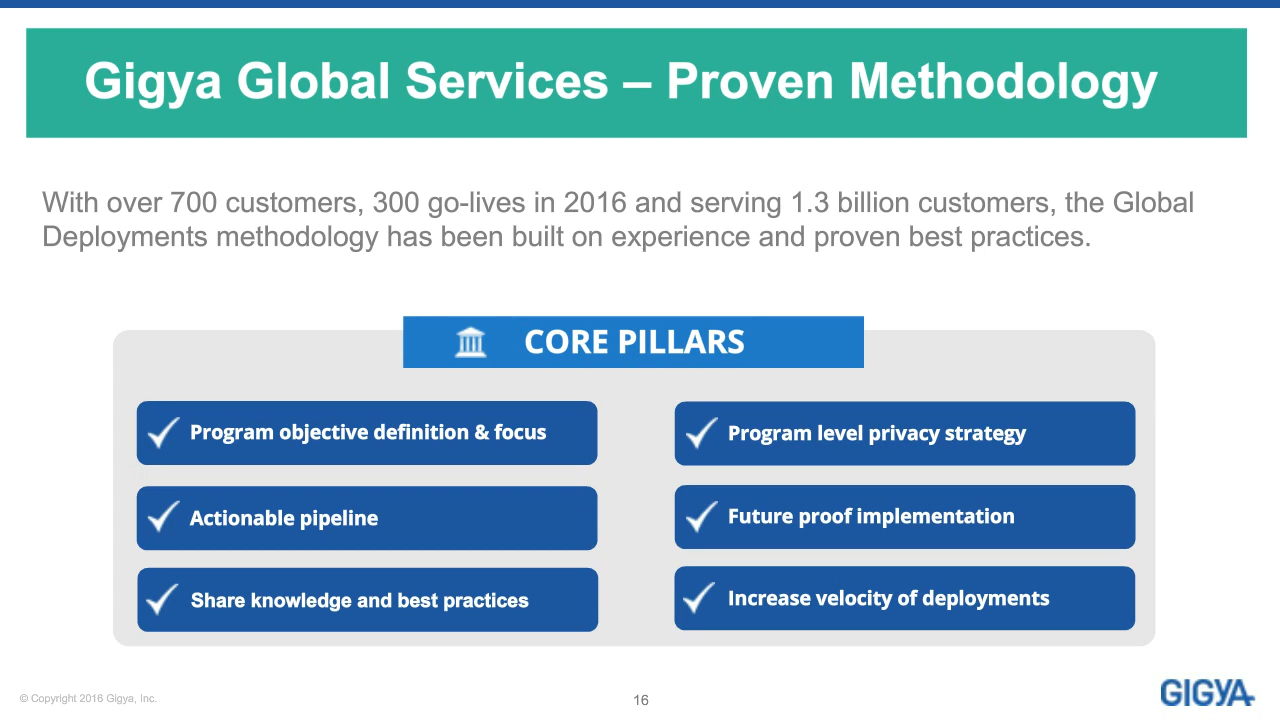 Gigya Global Services – Proven Methodology
With over 700 customers, 300 go-lives in 2016 and serving 1.3 billion customers, the Global
Deployments methodology has been built on experience and proven best practices.
CORE PILLARS
Program objective definition & focus
Program level privacy strategy
Actionable pipeline
Future proof implementation
Share knowledge and best practices
Increase velocity of deployments
© Copyright 2016 Gigya, Inc.
16
GIGYA